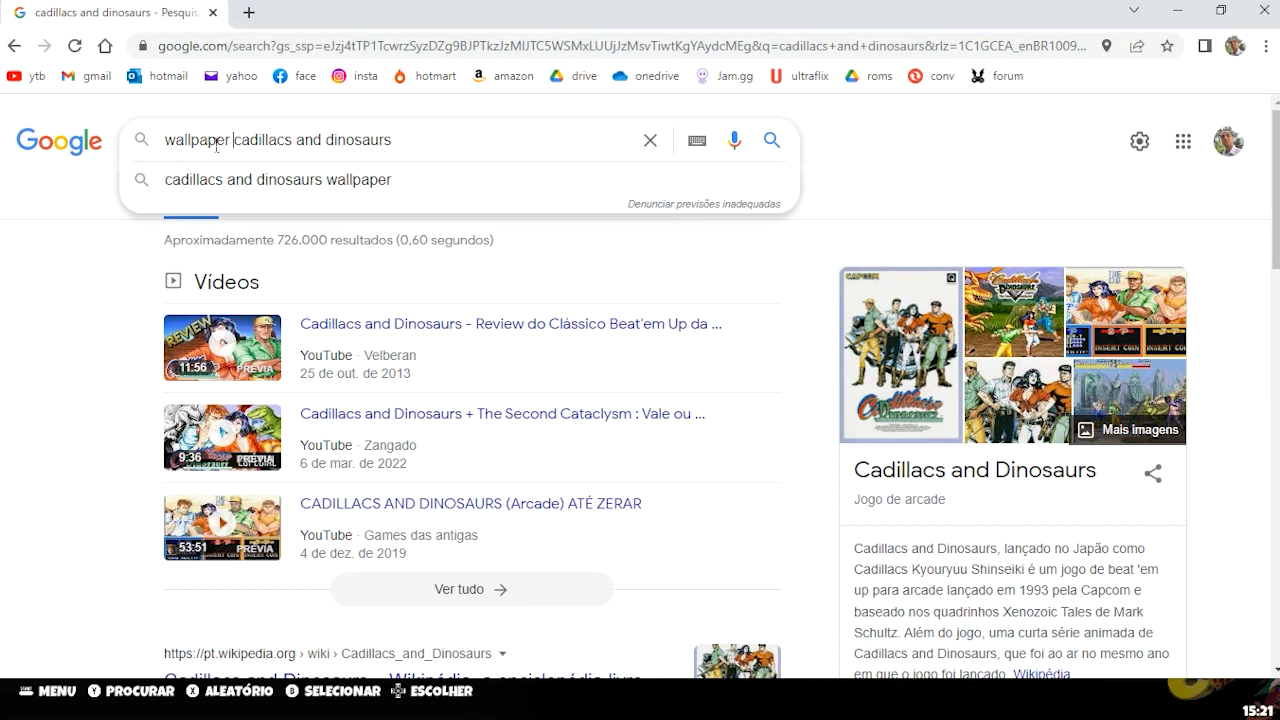 cadillacs and dinosaurs - Pesquis
google.com/search?gs_ssp=eJzj4tTP1TcwrzSyzDZg9BJPTkzJzMlJTC5WSMxLUUjJzMsvTiwtKgYAydcMEg&q=cadillacs+and+dinosaurs&rlz=1C1GCEA_enBR1009...
ytb gmail hotmail yahoo face insta hotmart amazon drive onedrive Jam.gg ultraflix roms conv forum
Google
wallpaper cadillacs and dinosaurs
cadillacs and dinosaurs wallpaper
Denunciar previsões inadequadas
Aproximadamente 726.000 resultados (0,60 segundos)
Vídeos
REVIEW
11:56
PRÉVIA
Cadillacs and Dinosaurs - Review do Clássico Beat'em Up da ...
YouTube · Velberan
25 de out. de 2013
9:36
PRÉVIA
Cadillacs and Dinosaurs + The Second Cataclysm : Vale ou ...
YouTube · Zangado
6 de mar. de 2022
53:51
PRÉVIA
CADILLACS AND DINOSAURS (Arcade) ATÉ ZERAR
YouTube · Games das antigas
4 de dez. de 2019
Ver tudo
CAPCOM
INSERT COIN
Mais imagens
Cadillacs and Dinosaurs
Jogo de arcade
Cadillacs and Dinosaurs, lançado no Japão como
Cadillacs Kyouryuu Shinseiki é um jogo de beat 'em
up para arcade lançado em 1993 pela Capcom e
baseado nos quadrinhos Xenozoic Tales de Mark
Schultz. Além do jogo, uma curta série animada de
Cadillacs and Dinosaurs, que foi ao ar no mesmo ano
em que o jogo foi lançado. Wikipédia
https://pt.wikipedia.org › wiki › Cadillacs_and_Dinosaurs
Cadillacs and Dinosaurs – Wikipédia, a enciclopédia livre
MENU Y PROCURAR X ALEATÓRIO B SELECIONAR ESCOLHER
15:21